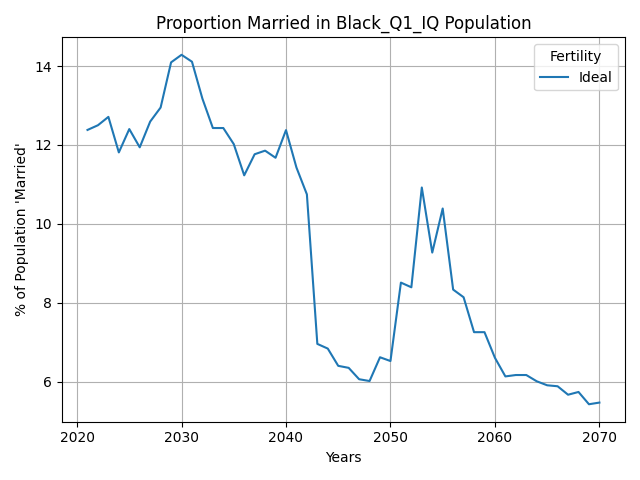 Proportion Married in Black_Q1_IQ Population
% of Population 'Married'
14
12
10
8
6
2020 2030 2040 2050 2060 2070
Years
Fertility
Ideal